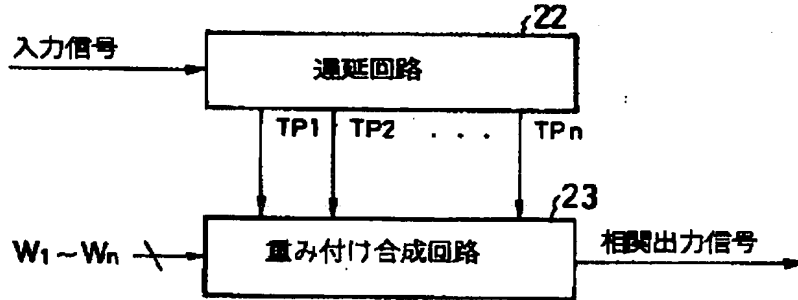 22
入力信号
遅延回路
TP1 TP2 . . . TPn
23
W1~Wn
重み付け合成回路
相関出力信号